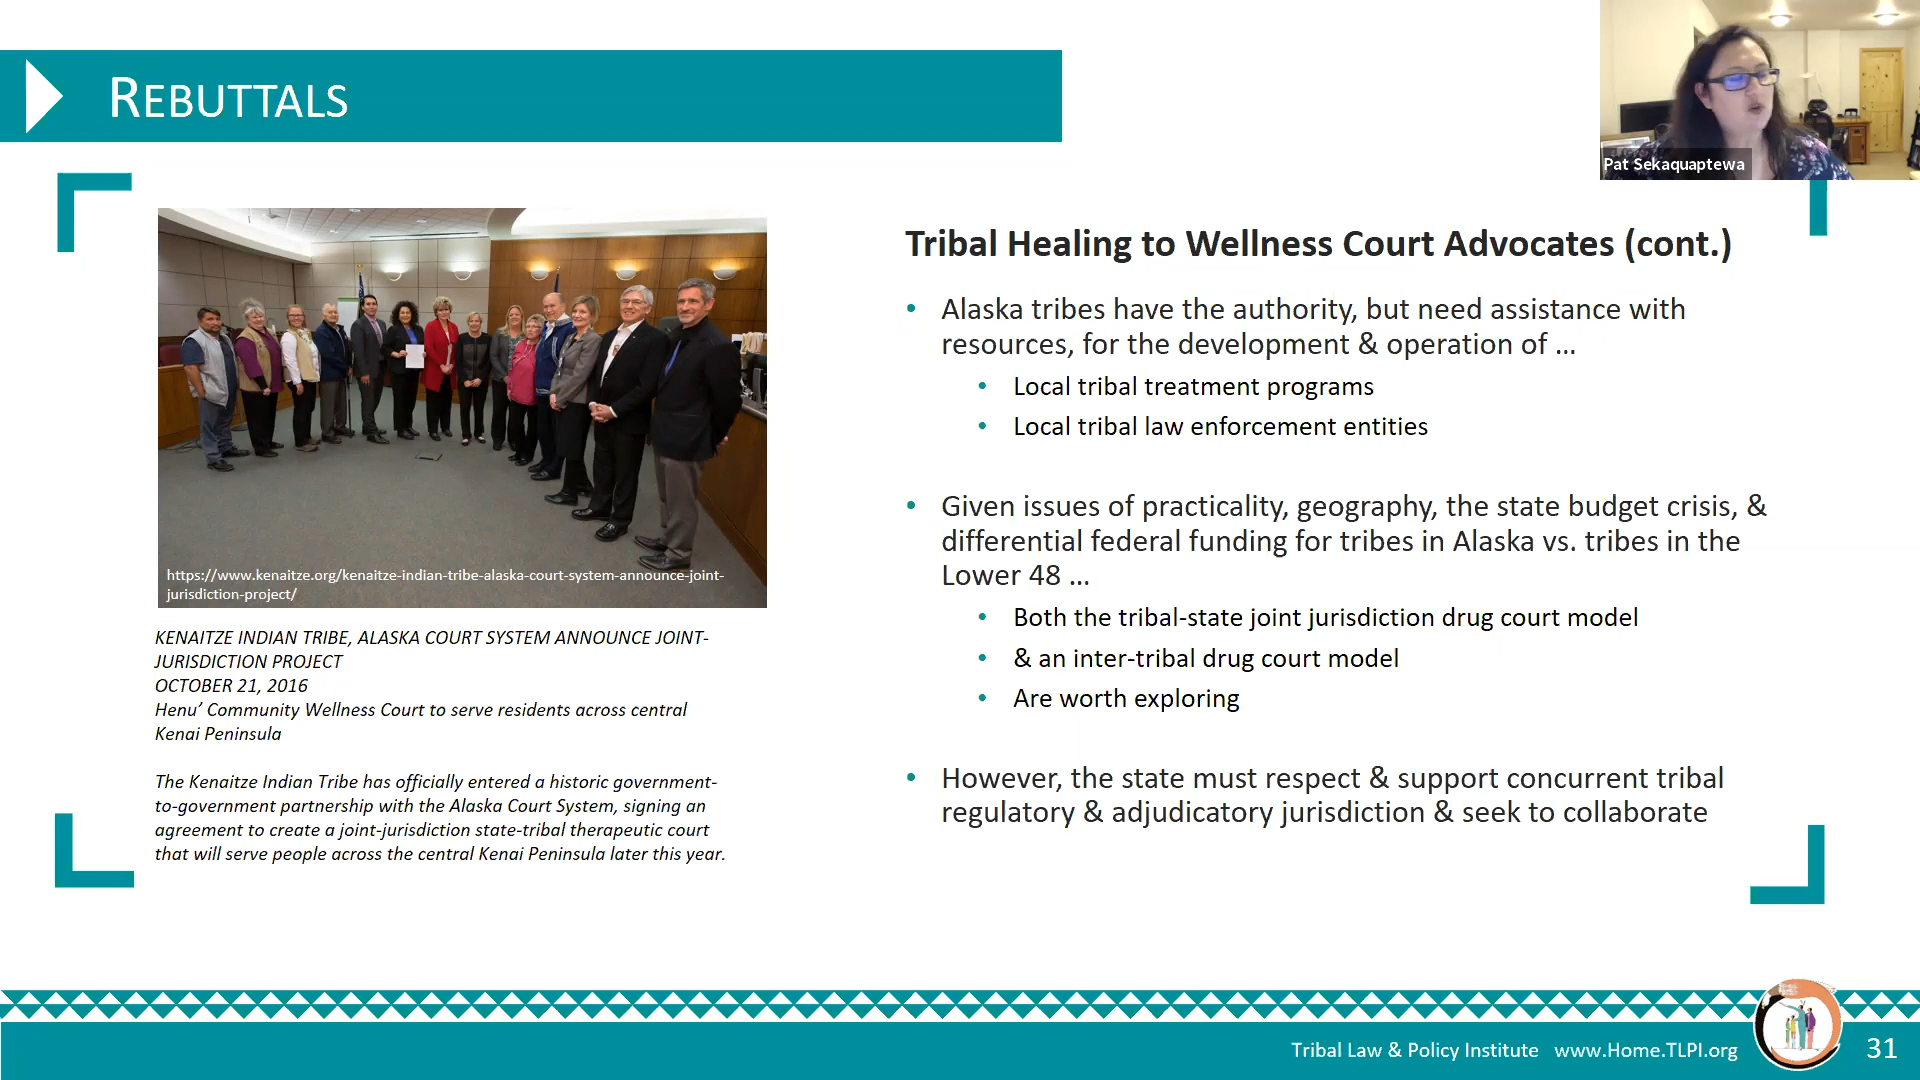 REBUTTALS
Pat Sekaquaptewa
https://www.kenaitze.org/kenaitze-indian-tribe-alaska-court-system-announce-joint-
jurisdiction-project/
KENAITZE INDIAN TRIBE, ALASKA COURT SYSTEM ANNOUNCE JOINT-
JURISDICTION PROJECT
OCTOBER 21, 2016
Henu’ Community Wellness Court to serve residents across central
Kenai Peninsula
The Kenaitze Indian Tribe has officially entered a historic government-
to-government partnership with the Alaska Court System, signing an
agreement to create a joint-jurisdiction state-tribal therapeutic court
that will serve people across the central Kenai Peninsula later this year.
Tribal Healing to Wellness Court Advocates (cont.)
• Alaska tribes have the authority, but need assistance with
resources, for the development & operation of …
• Local tribal treatment programs
• Local tribal law enforcement entities
• Given issues of practicality, geography, the state budget crisis, &
differential federal funding for tribes in Alaska vs. tribes in the
Lower 48 …
• Both the tribal-state joint jurisdiction drug court model
• & an inter-tribal drug court model
• Are worth exploring
• However, the state must respect & support concurrent tribal
regulatory & adjudicatory jurisdiction & seek to collaborate
Tribal Law & Policy Institute www.Home.TLPI.org
31